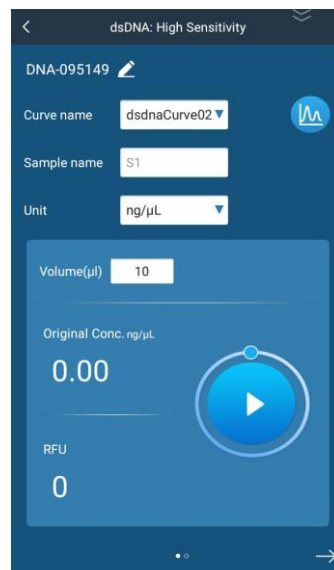 dsDNA: High Sensitivity
DNA-095149
Curve name dsdnaCurve02
Sample name S1
Unit ng/µL
Volume(µl) 10
Original Conc. ng/µL
0.00
RFU
0